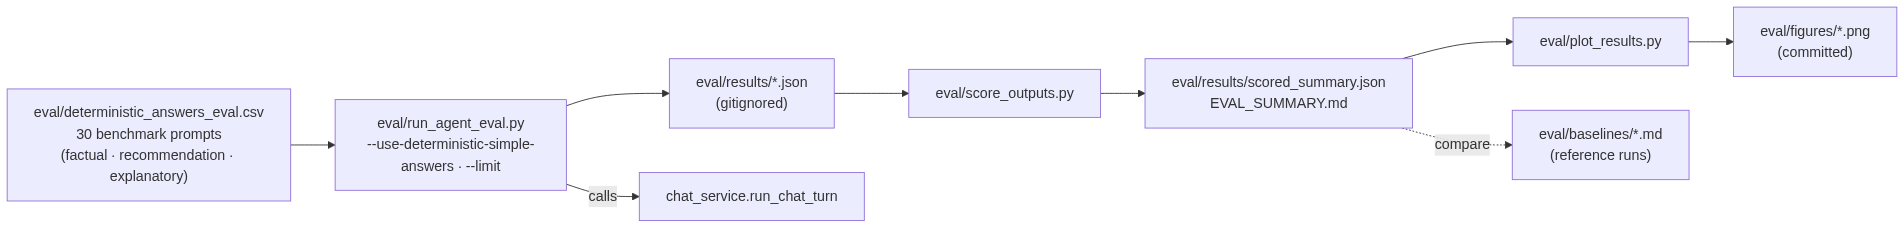 eval/deterministic_answers_eval.csv
30 benchmark prompts
(factual · recommendation ·
explanatory)
eval/run_agent_eval.py
--use-deterministic-simple-
answers · --limit
calls
eval/results/*.json
(gitignored)
chat_service.run_chat_turn
eval/score_outputs.py
eval/results/scored_summary.json
EVAL_SUMMARY.md
compare
eval/plot_results.py
eval/baselines/*.md
(reference runs)
eval/figures/*.png
(committed)